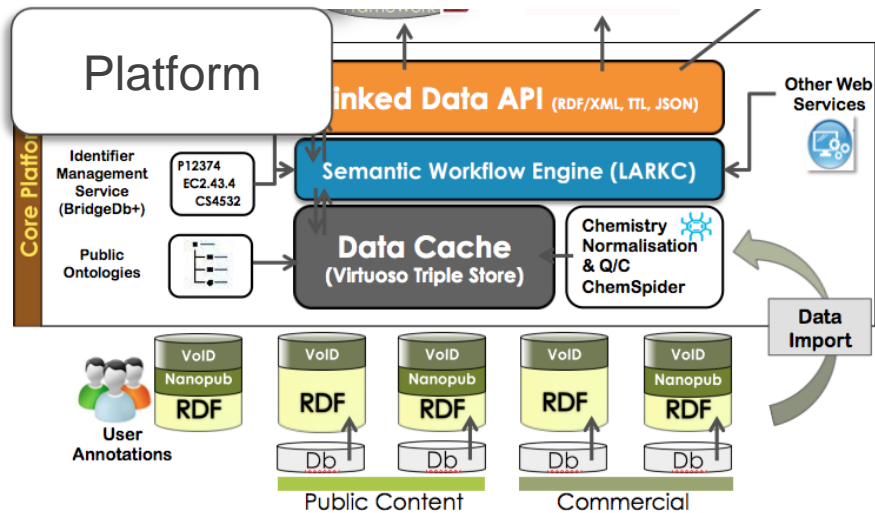 Frameworks
Platform
inked Data API (RDF/XML, TTL, JSON)
Other Web
Services
Core Platform
Identifier
Management
Service
(BridgeDb+)
P12374
EC2.43.4
CS4532
Semantic Workflow Engine (LARKC)
Public
Ontologies
Data Cache
(Virtuoso Triple Store)
Chemistry
Normalisation
& Q/C
ChemSpider
Data
Import
VoID
Nanopub
RDF
VoID
RDF
VoID
Nanopub
RDF
VoID
RDF
VoID
Nanopub
RDF
User
Annotations
Db
Db
Db
Db
Public Content
Commercial